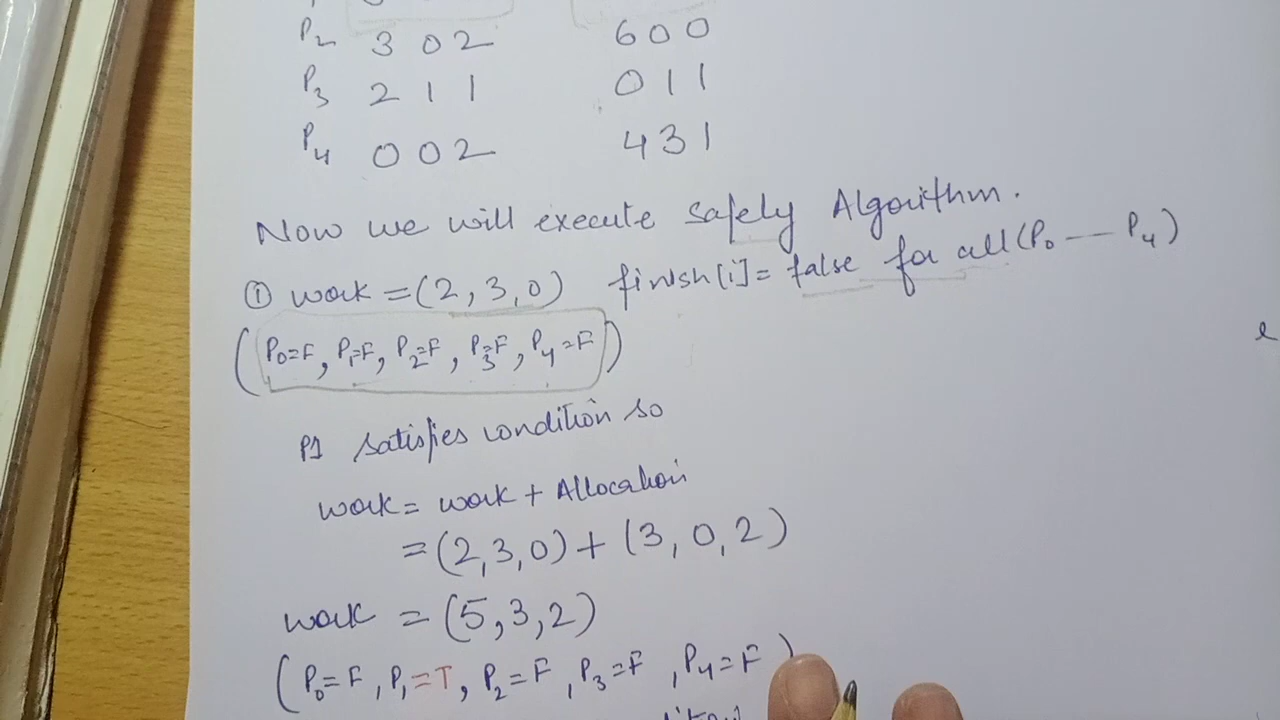 P2 3 0 2 6 0 0
P3 2 1 1 0 1 1
P4 0 0 2 4 3 1
Now we will execute safely Algorithm.
① work = (2, 3, 0) finish[i] = false for all (P0 — P4)
(P0=F, P1=F, P2=F, P3=F, P4=F)
P1 satisfies condition so
work = work + Allocation
= (2,3,0) + (3, 0, 2)
work = (5,3,2)
(P0=F, P1=T, P2=F, P3=F, P4=F)